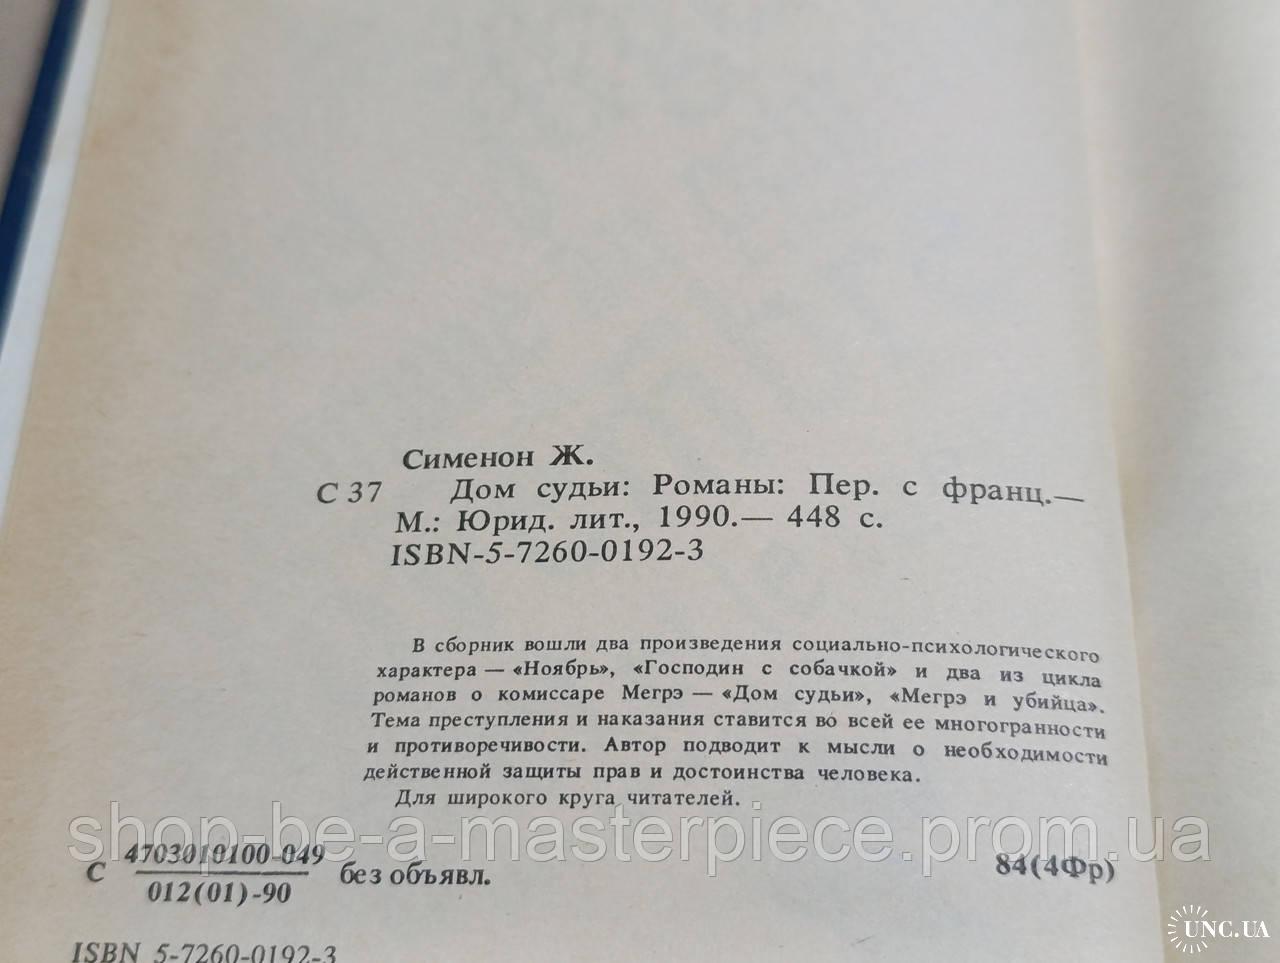 Сименон Ж.
С 37 Дом судьи: Романы: Пер. с франц.—
М.: Юрид. лит., 1990.— 448 с.
ISBN-5-7260-0192-3
В сборник вошли два произведения социально-психологического
характера — «Ноябрь», «Господин с собачкой» и два из цикла
романов о комиссаре Мегрэ — «Дом судьи», «Мегрэ и убийца».
Тема преступления и наказания ставится во всей ее многогранности
и противоречивости. Автор подводит к мысли о необходимости
действенной защиты прав и достоинства человека.
Для широкого круга читателей.
shop-be-a-masterpiece.prom.ua
С 4703010100-049
012(01)-90
без объявл.
84(4Фр)
ISBN 5-7260-0192-3
UNC.UA